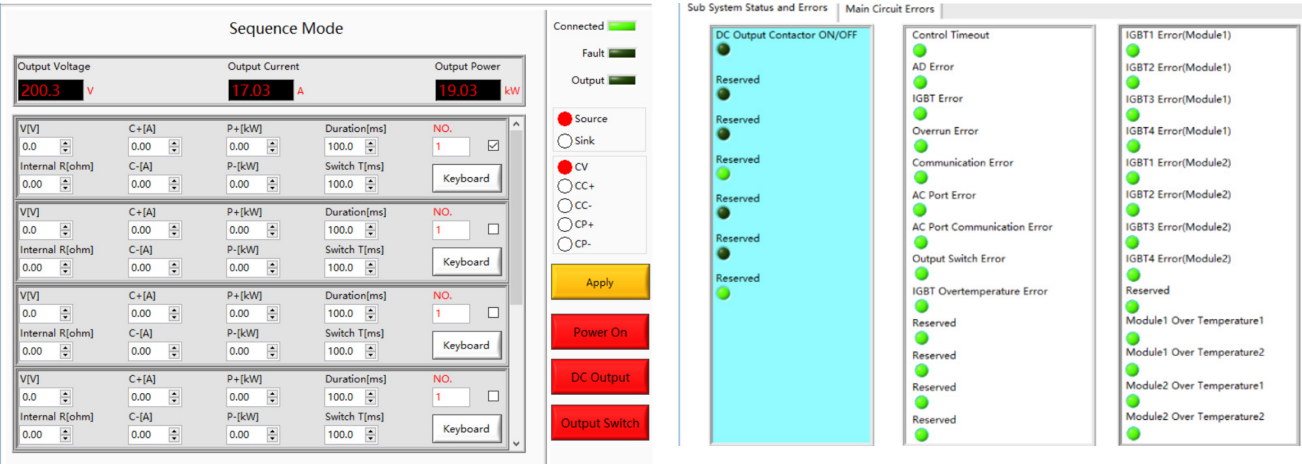 Sequence Mode
Output Voltage Output Current Output Power
200.3 V 17.03 A 19.03 kW
V[V] C+[A] P+[kW] Duration[ms] NO.
0.0 0.00 0.00 100.0 1
Internal R[ohm] C-[A] P-[kW] Switch T[ms] Keyboard
0.00 0.00 0.00 100.0
V[V] C+[A] P+[kW] Duration[ms] NO.
0.0 0.00 0.00 100.0 1
Internal R[ohm] C-[A] P-[kW] Switch T[ms] Keyboard
0.00 0.00 0.00 100.0
V[V] C+[A] P+[kW] Duration[ms] NO.
0.0 0.00 0.00 100.0 1
Internal R[ohm] C-[A] P-[kW] Switch T[ms] Keyboard
0.00 0.00 0.00 100.0
V[V] C+[A] P+[kW] Duration[ms] NO.
0.0 0.00 0.00 100.0 1
Internal R[ohm] C-[A] P-[kW] Switch T[ms] Keyboard
0.00 0.00 0.00 100.0
Connected
Fault
Output
Source
Sink
CV
CC+
CC-
CP+
CP-
Apply
Power On
DC Output
Output Switch
Sub System Status and Errors Main Circuit Errors
DC Output Contactor ON/OFF
Reserved
Reserved
Reserved
Reserved
Reserved
Reserved
Control Timeout
AD Error
IGBT Error
Overrun Error
Communication Error
AC Port Error
AC Port Communication Error
Output Switch Error
IGBT Overtemperature Error
Reserved
Reserved
Reserved
Reserved
IGBT1 Error(Module1)
IGBT2 Error(Module1)
IGBT3 Error(Module1)
IGBT4 Error(Module1)
IGBT1 Error(Module2)
IGBT2 Error(Module2)
IGBT3 Error(Module2)
IGBT4 Error(Module2)
Reserved
Module1 Over Temperature1
Module1 Over Temperature2
Module2 Over Temperature1
Module2 Over Temperature2